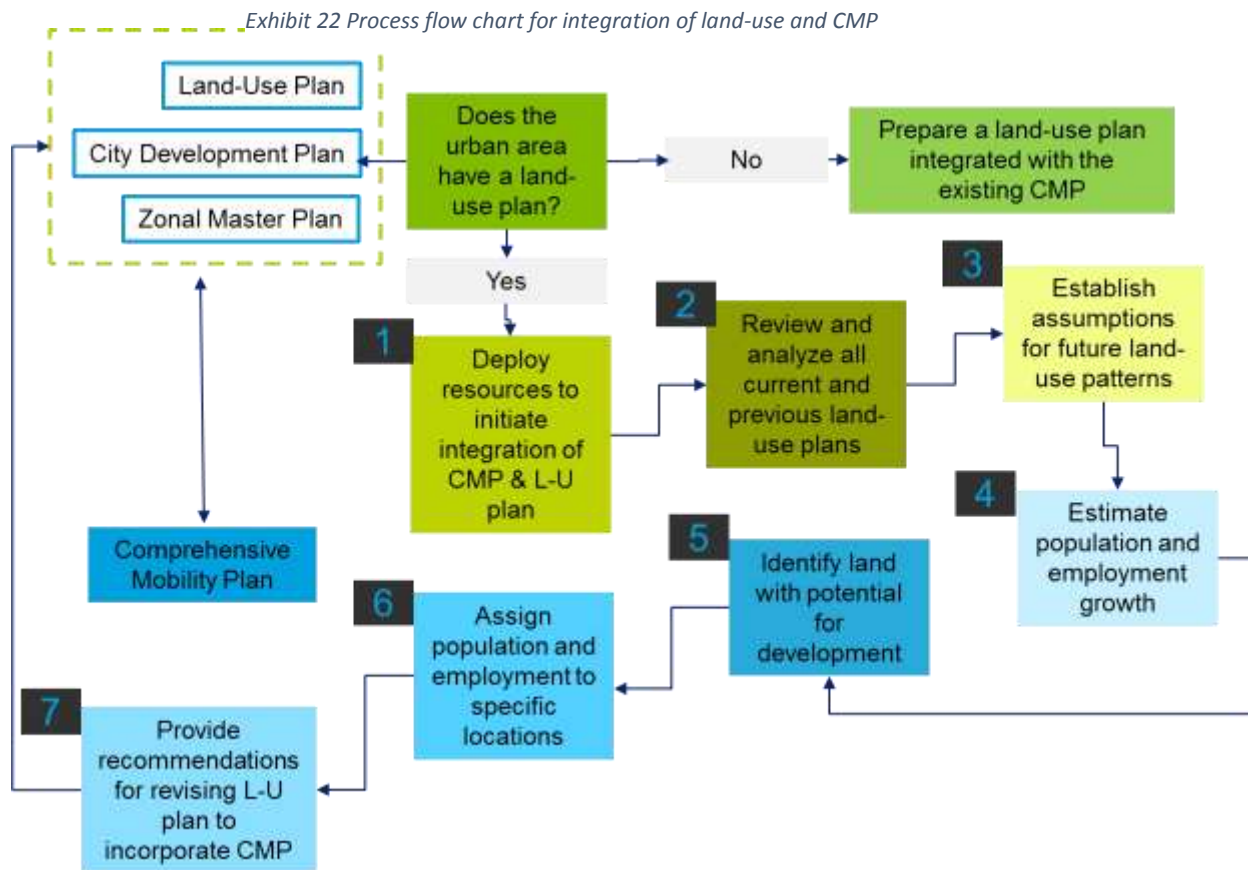 Exhibit 22 Process flow chart for integration of land-use and CMP
Land-Use Plan
City Development Plan
Zonal Master Plan
Does the
urban area
have a land-
use plan?
No
Prepare a land-use plan
integrated with the
existing CMP
Yes
1
Deploy
resources to
initiate
integration of
CMP & L-U
plan
2
Review and
analyze all
current and
previous land-
use plans
3
Establish
assumptions
for future land-
use patterns
4
Estimate
population and
employment
growth
5
Identify land
with potential
for
development
6
Assign
population and
employment to
specific
locations
7
Provide
recommendations
for revising L-U
plan to
incorporate CMP
Comprehensive
Mobility Plan